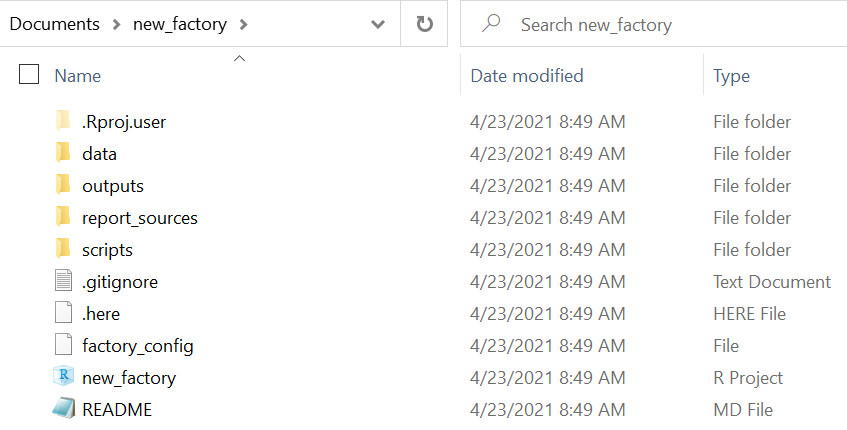 Documents > new_factory >
Search new_factory
Name Date modified Type
.Rproj.user 4/23/2021 8:49 AM File folder
data 4/23/2021 8:49 AM File folder
outputs 4/23/2021 8:49 AM File folder
report_sources 4/23/2021 8:49 AM File folder
scripts 4/23/2021 8:49 AM File folder
.gitignore 4/23/2021 8:49 AM Text Document
.here 4/23/2021 8:49 AM HERE File
factory_config 4/23/2021 8:49 AM File
R new_factory 4/23/2021 8:49 AM R Project
README 4/23/2021 8:49 AM MD File